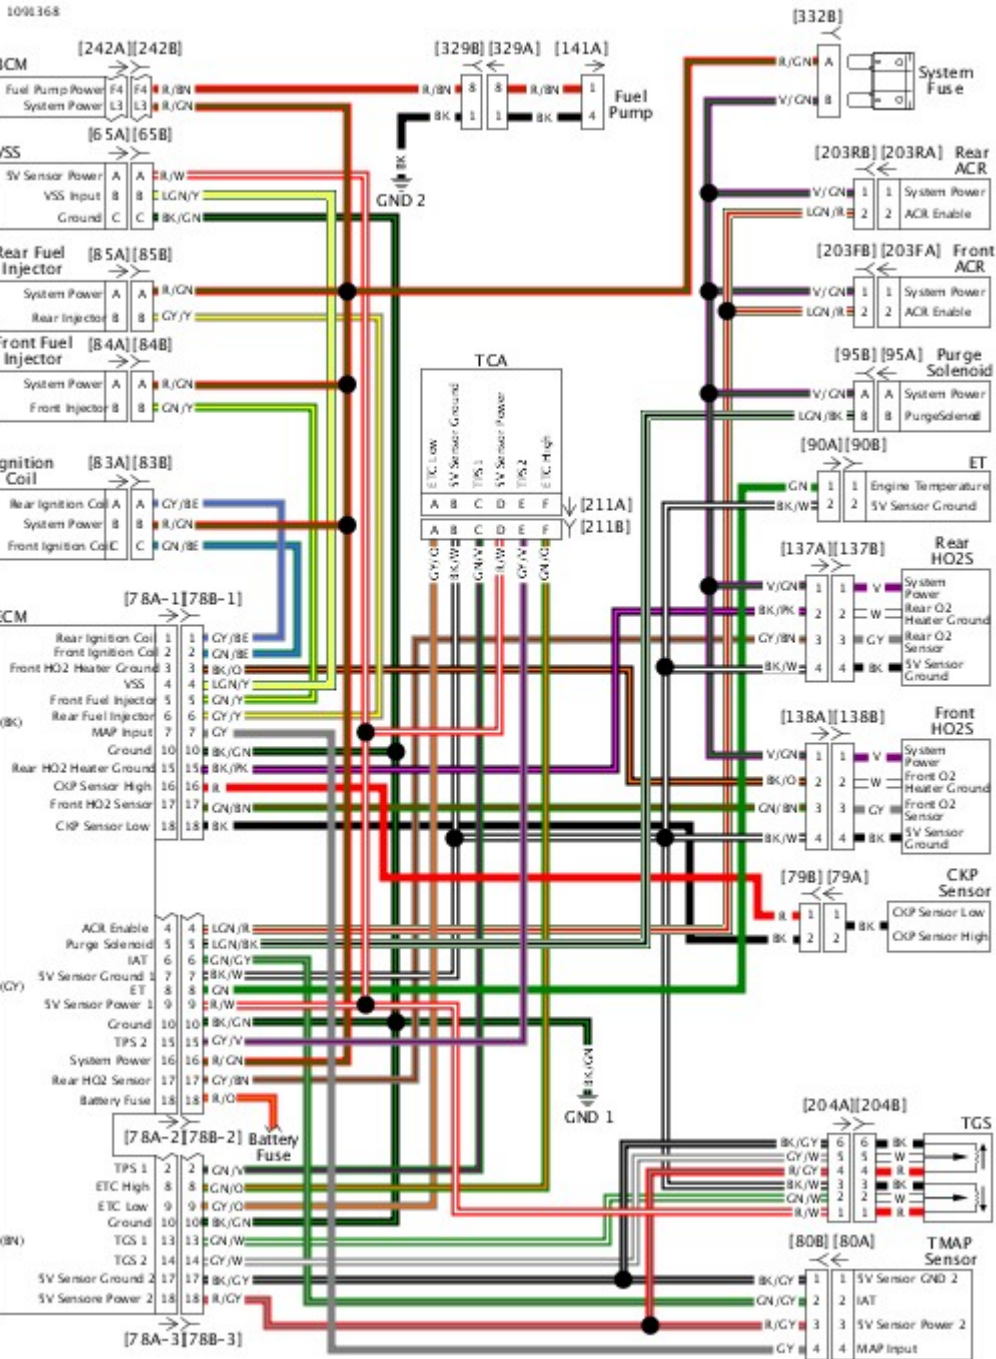 1091368
[332B]
[242A] [242B]
[329B] [329A] [141A]
BCM
Fuel Pump Power F4 F4 R/BN R/BN 8 8 R/BN 1
System Power L3 L3 R/GN BK 1 1 BK 4
Fuel Pump
R/GN A
V/GN B
System Fuse
BK
GND 2
[65A] [65B]
VSS
5V Sensor Power A A R/W
VSS Input B B LGN/Y
Ground C C BK/GN
[203RB] [203RA] Rear ACR
V/GN 1 1 System Power
LGN/R 2 2 ACR Enable
[85A] [85B]
Rear Fuel Injector
System Power A A R/GN
Rear Injector B B GY/Y
[203FB] [203FA] Front ACR
V/GN 1 1 System Power
LGN/R 2 2 ACR Enable
[84A] [84B]
Front Fuel Injector
System Power A A R/GN
Front Injector B B GN/Y
[95B] [95A] Purge Solenoid
V/GN A A System Power
LGN/BK B B PurgeSolenoid
TCA
ETC Low
5V Sensor Ground
TPS 1
5V Sensor Power
TPS 2
ETC High
A B C D E F [211A]
A B C D E F [211B]
GY/O BK/W GN/V R/W GY/V GN/O
[83A] [83B]
Ignition Coil
Rear Ignition Coil A A GY/BE
System Power B B R/GN
Front Ignition Coil C C GN/BE
[90A] [90B] ET
GN 1 1 Engine Temperature
BK/W 2 2 5V Sensor Ground
[137A] [137B] Rear HO2S
V/GN 1 1 V System Power
BK/PK 2 2 W Rear O2 Heater Ground
GY/BN 3 3 GY Rear O2 Sensor
BK/W 4 4 BK 5V Sensor Ground
[78A-1] [78B-1]
ECM
Rear Ignition Coil 1 1 GY/BE
Front Ignition Coil 2 2 GN/BE
Front HO2 Heater Ground 3 3 BK/O
VSS 4 4 LGN/Y
Front Fuel Injector 5 5 GN/Y
Rear Fuel Injector 6 6 GY/Y
(BK)
MAP Input 7 7 GY
Ground 10 10 BK/GN
Rear HO2 Heater Ground 15 15 BK/PK
CKP Sensor High 16 16 R
Front HO2 Sensor 17 17 GN/BN
CKP Sensor Low 18 18 BK
[138A] [138B] Front HO2S
V/GN 1 1 V System Power
BK/O 2 2 W Front O2 Heater Ground
GN/BN 3 3 GY Front O2 Sensor
BK/W 4 4 BK 5V Sensor Ground
[79B] [79A] CKP Sensor
R 1 1 CKP Sensor Low
BK
BK 2 2 CKP Sensor High
ACR Enable 4 4 LGN/R
Purge Solenoid 5 5 LGN/BK
IAT 6 6 GN/GY
5V Sensor Ground 1 7 7 BK/W
(GY)
ET 8 8 GN
5V Sensor Power 1 9 9 R/W
Ground 10 10 BK/GN
TPS 2 15 15 GY/V
System Power 16 16 R/GN
Rear HO2 Sensor 17 17 GY/BN
Battery Fuse 18 18 R/O
[78A-2] [78B-2]
Battery Fuse
BK/GN
GND 1
[204A] [204B] TGS
BK/GY 6 6 BK
GY/W 5 5 W
R/GY 4 4 R
BK/W 3 3 BK
GN/W 2 2 W
R/W 1 1 R
TPS 1 2 2 GN/V
ETC High 8 8 GN/O
ETC Low 9 9 GY/O
Ground 10 10 BK/GN
(BN)
TGS 1 13 13 GN/W
TGS 2 14 14 GY/W
5V Sensor Ground 2 17 17 BK/GY
5V Sensore Power 2 18 18 R/GY
[78A-3] [78B-3]
[80B] [80A] TMAP Sensor
BK/GY 1 1 5V Sensor GND 2
GN/GY 2 2 IAT
R/GY 3 3 5V Sensor Power 2
GY 4 4 MAP Input